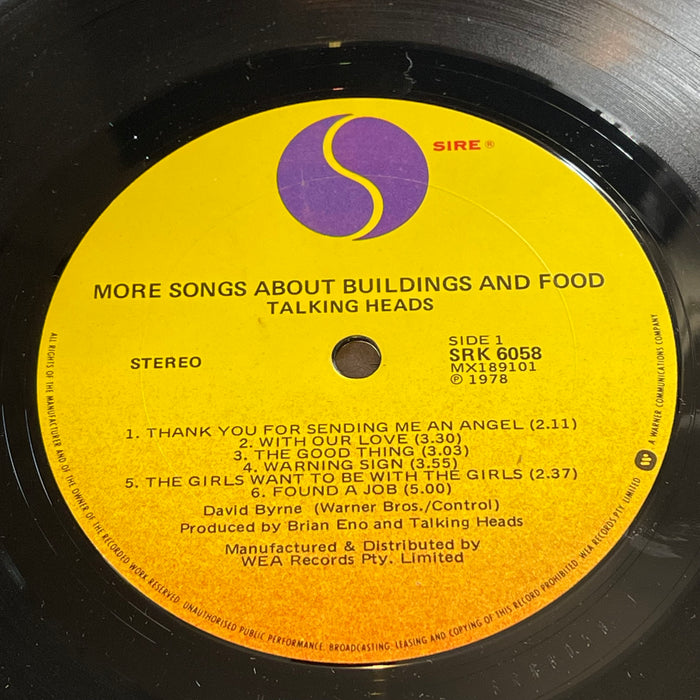 SIRE ®
MORE SONGS ABOUT BUILDINGS AND FOOD
TALKING HEADS
STEREO
SIDE 1
SRK 6058
MX189101
℗ 1978
1. THANK YOU FOR SENDING ME AN ANGEL (2.11)
2. WITH OUR LOVE (3.30)
3. THE GOOD THING (3.03)
4. WARNING SIGN (3.55)
5. THE GIRLS WANT TO BE WITH THE GIRLS (2.37)
6. FOUND A JOB (5.00)
David Byrne (Warner Bros./Control)
Produced by Brian Eno and Talking Heads
Manufactured & Distributed by
WEA Records Pty. Limited
ALL RIGHTS OF THE MANUFACTURER AND OF THE OWNER OF THE RECORDED WORK RESERVED. UNAUTHORISED PUBLIC PERFORMANCE, BROADCASTING, LEASING AND COPYING OF THIS RECORD PROHIBITED. WEA RECORDS PTY. LIMITED
A WARNER COMMUNICATIONS COMPANY